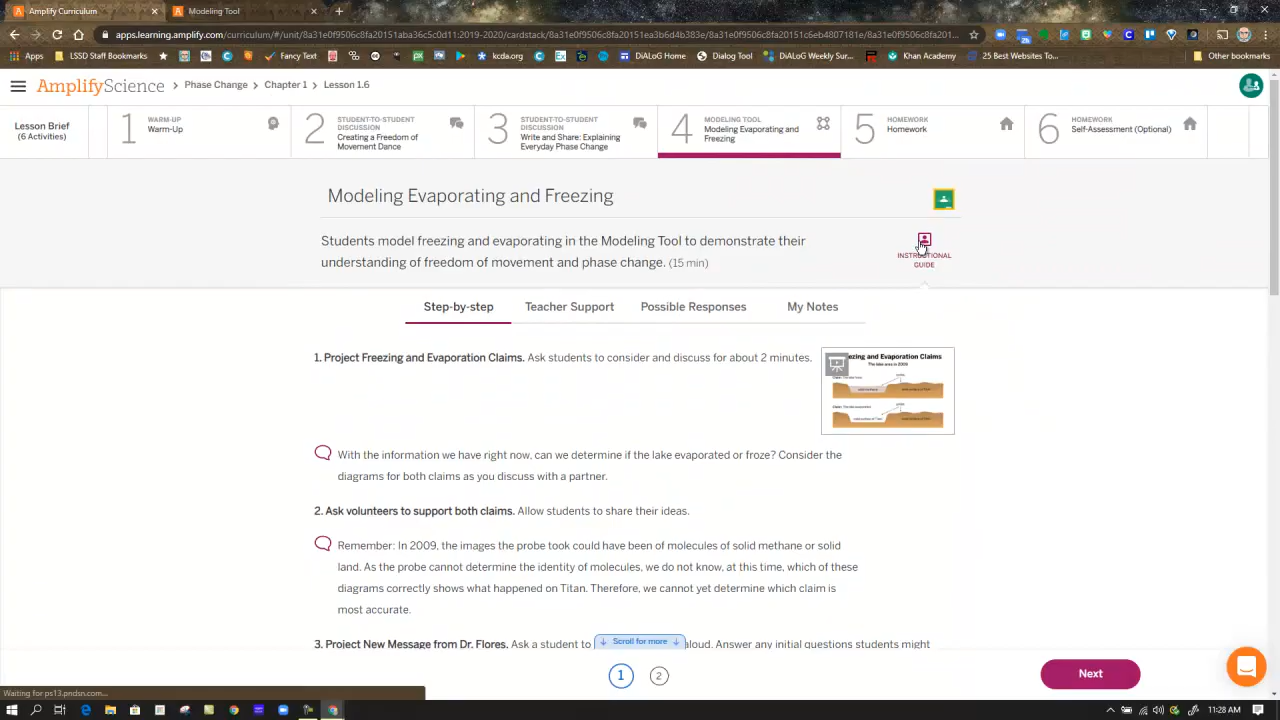 Amplify Curriculum
Modeling Tool
apps.learning.amplify.com/curriculum/#/unit/8a31e0f9596fda20151aba36c5c0d11:2019-2020/cardstack/8a31e0f9596fda20151ea3b6d4b383e/8a31e0f9596fda20151c6eb4807181e/8a31e0f9596fda20...
Apps
LSSD Staff Bookmarks
kcda.org
DiALoG Home
Dialog Tool
DiALoG Weekly Sur...
Khan Academy
25 Best Websites To...
Other bookmarks
AmplifyScience > Phase Change > Chapter 1 > Lesson 1.6
Lesson Brief
(6 Activities)
1
WARM-UP
Warm-Up
2
STUDENT-TO-STUDENT
DISCUSSION
Creating a Freedom of
Movement Dance
3
STUDENT-TO-STUDENT
DISCUSSION
Write and Share: Explaining
Everyday Phase Change
4
MODELING TOOL
Modeling Evaporating and
Freezing
5
HOMEWORK
Homework
6
HOMEWORK
Self-Assessment (Optional)
Modeling Evaporating and Freezing
Students model freezing and evaporating in the Modeling Tool to demonstrate their
understanding of freedom of movement and phase change. (15 min)
INSTRUCTIONAL
GUIDE
Step-by-step
Teacher Support
Possible Responses
My Notes
1. Project Freezing and Evaporation Claims. Ask students to consider and discuss for about 2 minutes.
ezing and Evaporation Claims
The lake area in 2009
With the information we have right now, can we determine if the lake evaporated or froze? Consider the
diagrams for both claims as you discuss with a partner.
2. Ask volunteers to support both claims. Allow students to share their ideas.
Remember: In 2009, the images the probe took could have been of molecules of solid methane or solid
land. As the probe cannot determine the identity of molecules, we do not know, at this time, which of these
diagrams correctly shows what happened on Titan. Therefore, we cannot yet determine which claim is
most accurate.
3. Project New Message from Dr. Flores. Ask a student to
Scroll for more
aloud. Answer any initial questions students might
1
2
Next
Waiting for ps13.pndsn.com...
11:28 AM